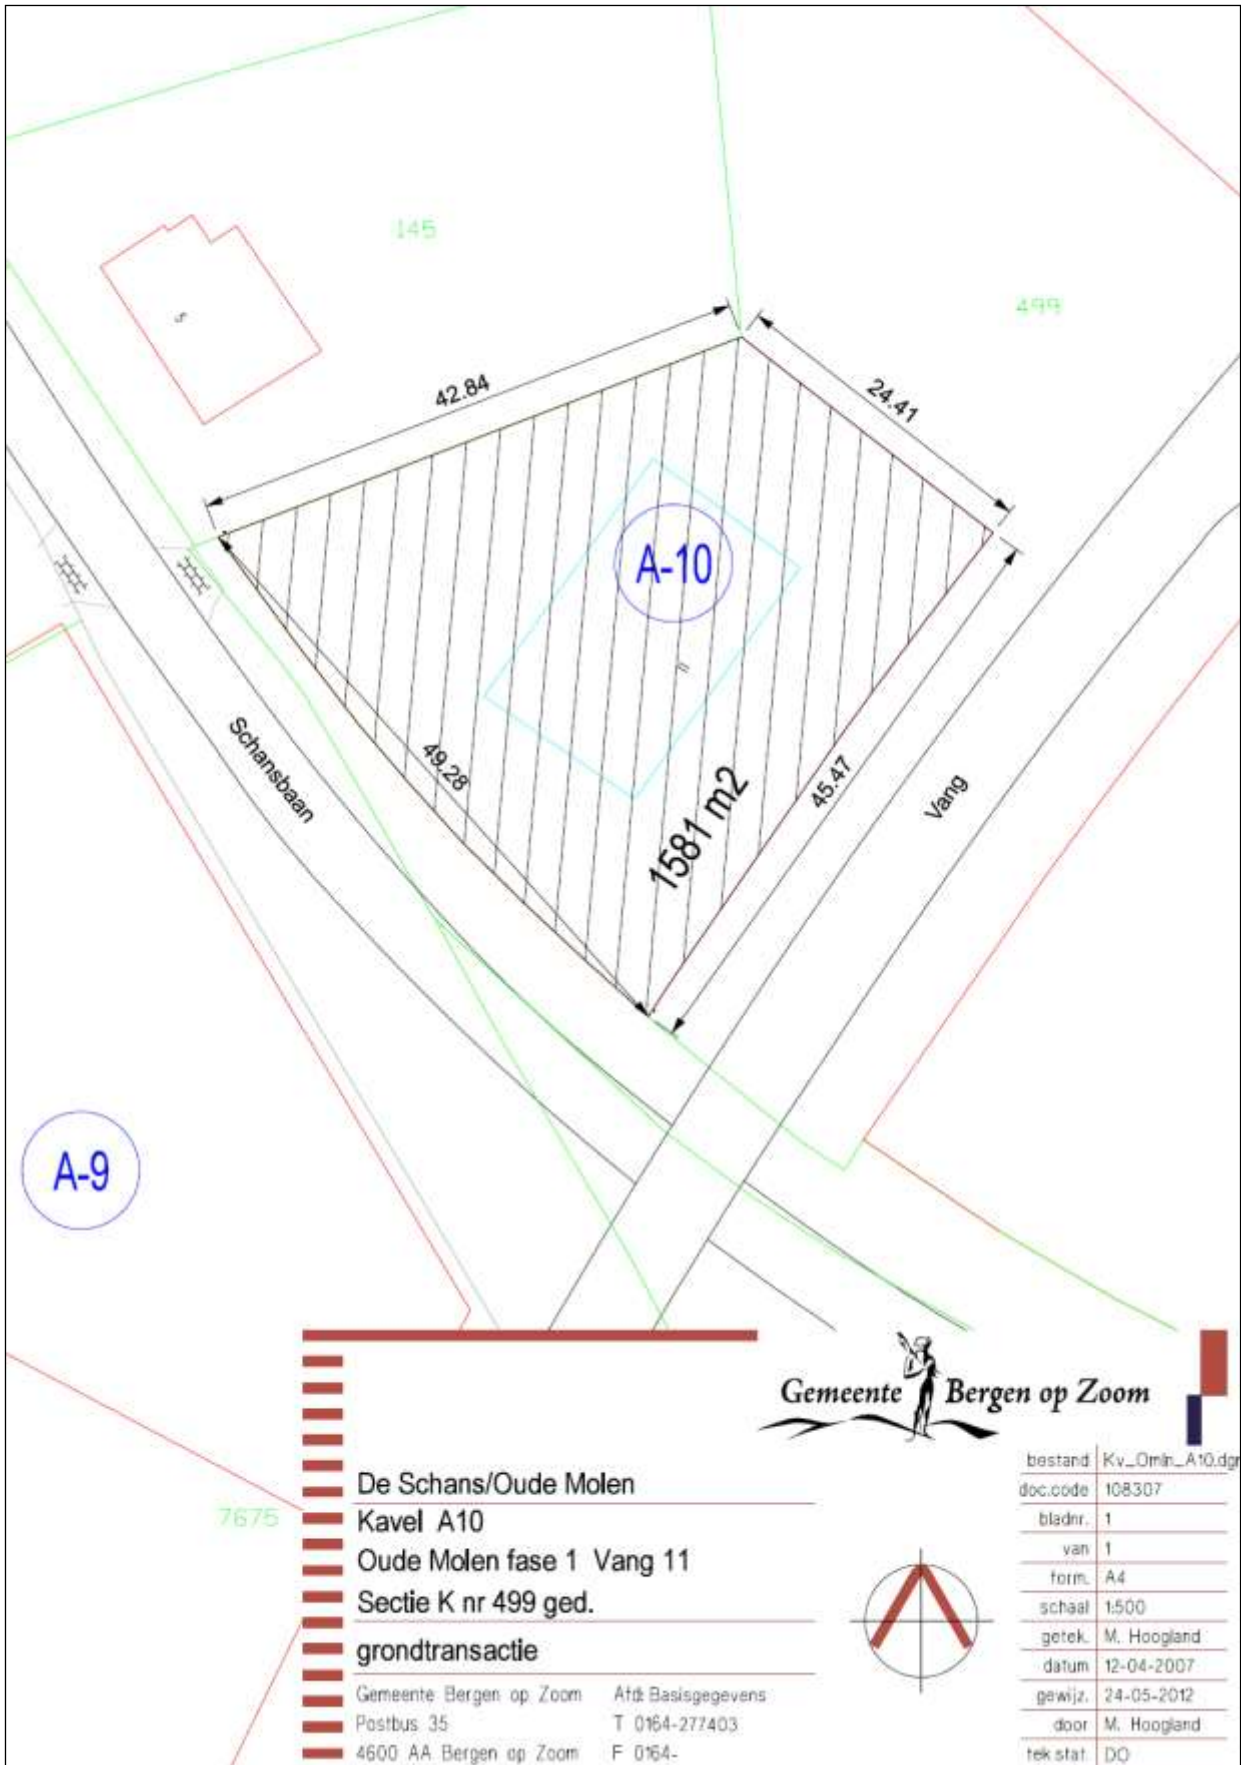 145
499
42.84
24.41
5
A-10
11
49.28
Schansbaan
1581 m2
45.47
Vang
A-9
7675
Gemeente Bergen op Zoom
De Schans/Oude Molen
Kavel A10
Oude Molen fase 1 Vang 11
Sectie K nr 499 ged.
grondtransactie
Gemeente Bergen op Zoom Afd: Basisgegevens
Postbus 35 T 0164-277403
4600 AA Bergen op Zoom F 0164-
bestand Kv_Omln_A10.dgn
doc.code 108307
bladnr. 1
van 1
form. A4
schaal 1:500
getek. M. Hoogland
datum 12-04-2007
gewijz. 24-05-2012
door M. Hoogland
tek stat DO